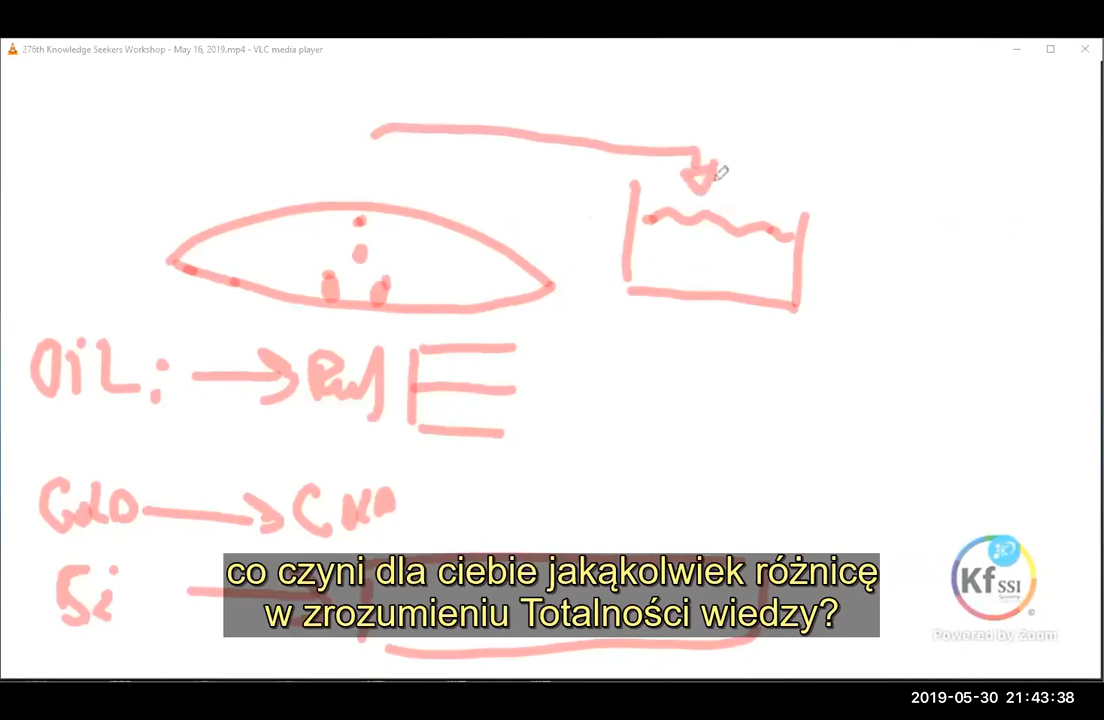 276th Knowledge Seekers Workshop - May 16, 2019.mp4 - VLC media player
OiL:
GOLD
Si
co czyni dla ciebie jakąkolwiek różnicę
w zrozumieniu Totalności wiedzy?
Kf SSI
Powered by Zoom
2019-05-30 21:43:38